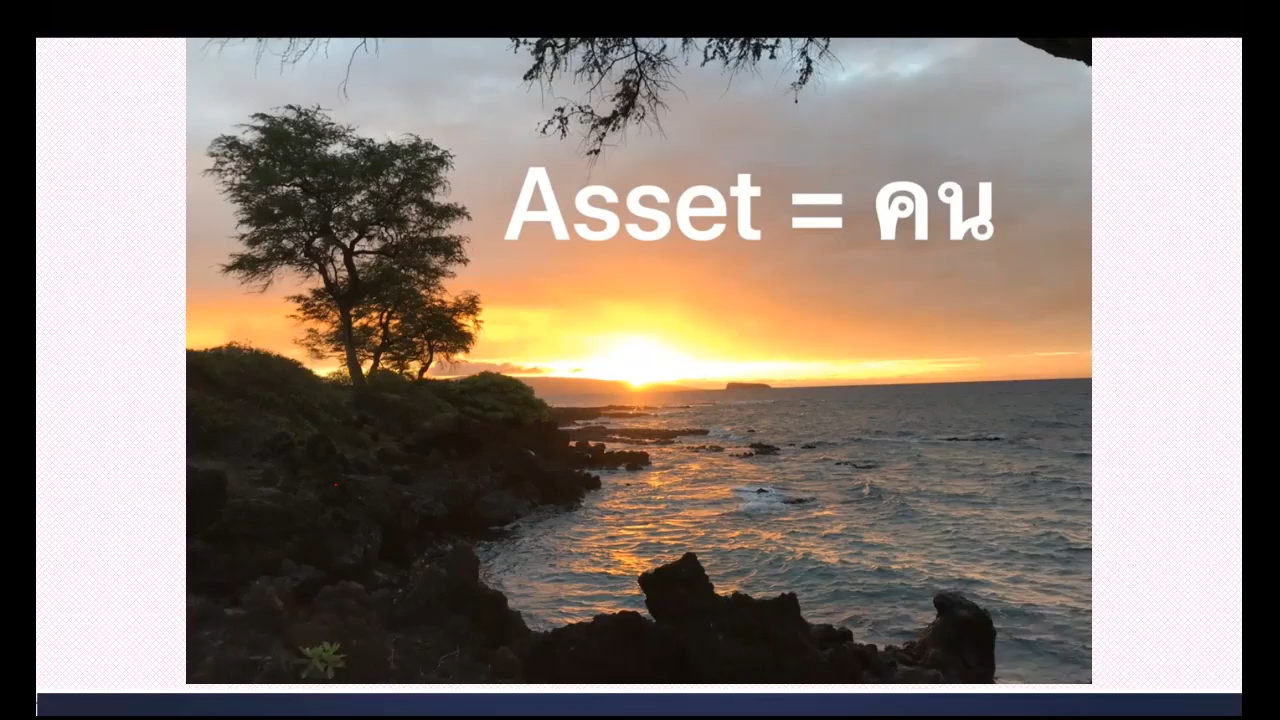 Asset = คน